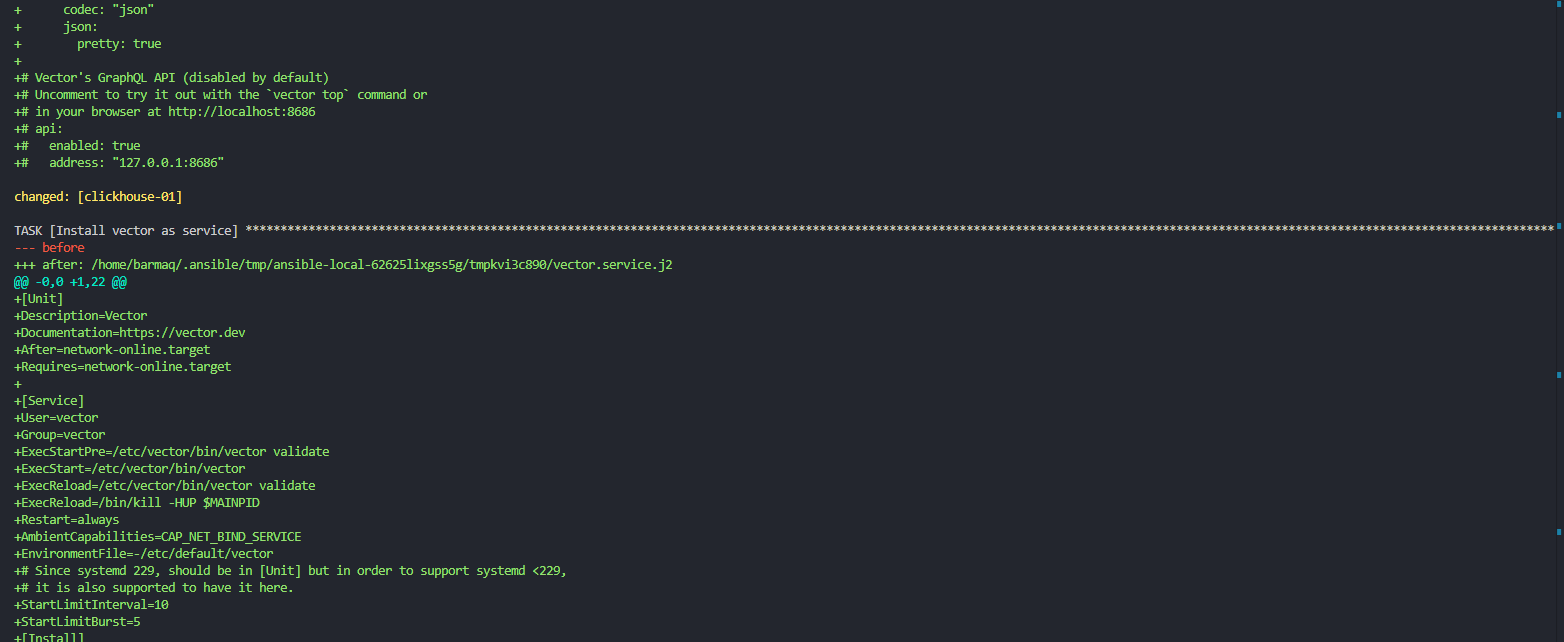 +      codec: "json"
+      json:
+        pretty: true
+
+# Vector's GraphQL API (disabled by default)
+# Uncomment to try it out with the `vector top` command or
+# in your browser at http://localhost:8686
+# api:
+#   enabled: true
+#   address: "127.0.0.1:8686"
changed: [clickhouse-01]
TASK [Install vector as service] ********************************************************************************************************************************************************************************************
--- before
+++ after: /home/barmaq/.ansible/tmp/ansible-local-62625lixgss5g/tmpkvi3c890/vector.service.j2
@@ -0,0 +1,22 @@
+[Unit]
+Description=Vector
+Documentation=https://vector.dev
+After=network-online.target
+Requires=network-online.target
+
+[Service]
+User=vector
+Group=vector
+ExecStartPre=/etc/vector/bin/vector validate
+ExecStart=/etc/vector/bin/vector
+ExecReload=/etc/vector/bin/vector validate
+ExecReload=/bin/kill -HUP $MAINPID
+Restart=always
+AmbientCapabilities=CAP_NET_BIND_SERVICE
+EnvironmentFile=-/etc/default/vector
+# Since systemd 229, should be in [Unit] but in order to support systemd <229,
+# it is also supported to have it here.
+StartLimitInterval=10
+StartLimitBurst=5
+[Install]